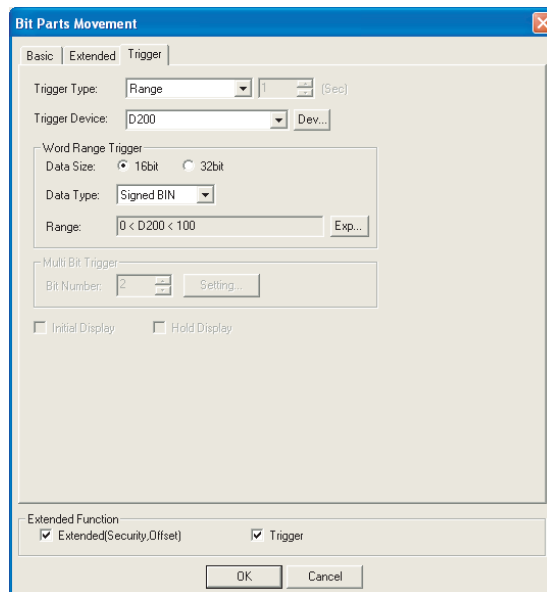 Bit Parts Movement
Basic Extended Trigger
Trigger Type: Range 1 (Sec)
Trigger Device: D200 Dev...
Word Range Trigger
Data Size: 16bit 32bit
Data Type: Signed BIN
Range: 0 < D200 < 100 Exp...
Multi Bit Trigger
Bit Number: 2 Setting...
Initial Display Hold Display
Extended Function
Extended(Security,Offset) Trigger
OK Cancel